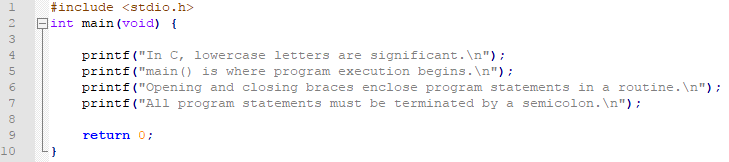 1 #include <stdio.h>
2 int main(void) {
3
4 printf("In C, lowercase letters are significant.\n");
5 printf("main() is where program execution begins.\n");
6 printf("Opening and closing braces enclose program statements in a routine.\n");
7 printf("All program statements must be terminated by a semicolon.\n");
8
9 return 0;
10 }